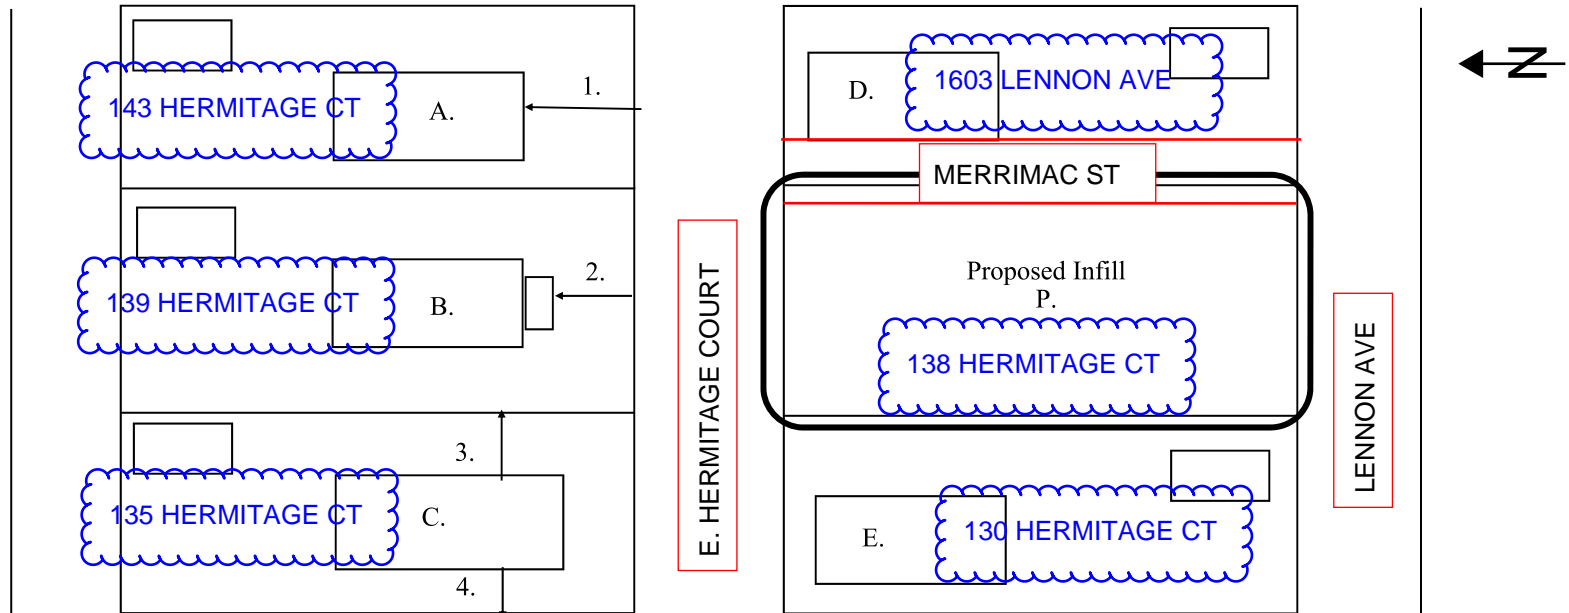 143 HERMITAGE CT
A.
1.
139 HERMITAGE CT
B.
2.
3.
135 HERMITAGE CT
C.
4.
E. HERMITAGE COURT
D.
1603 LENNON AVE
MERRIMAC ST
Proposed Infill
P.
138 HERMITAGE CT
E.
130 HERMITAGE CT
LENNON AVE
N